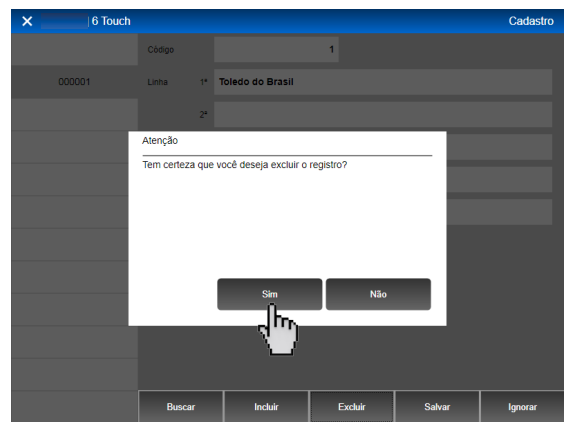 6 Touch Cadastro
Código 1
000001 Linha 1ª Toledo do Brasil
2ª
Atenção
Tem certeza que você deseja excluir o registro?
Sim Não
Buscar Incluir Excluir Salvar Ignorar